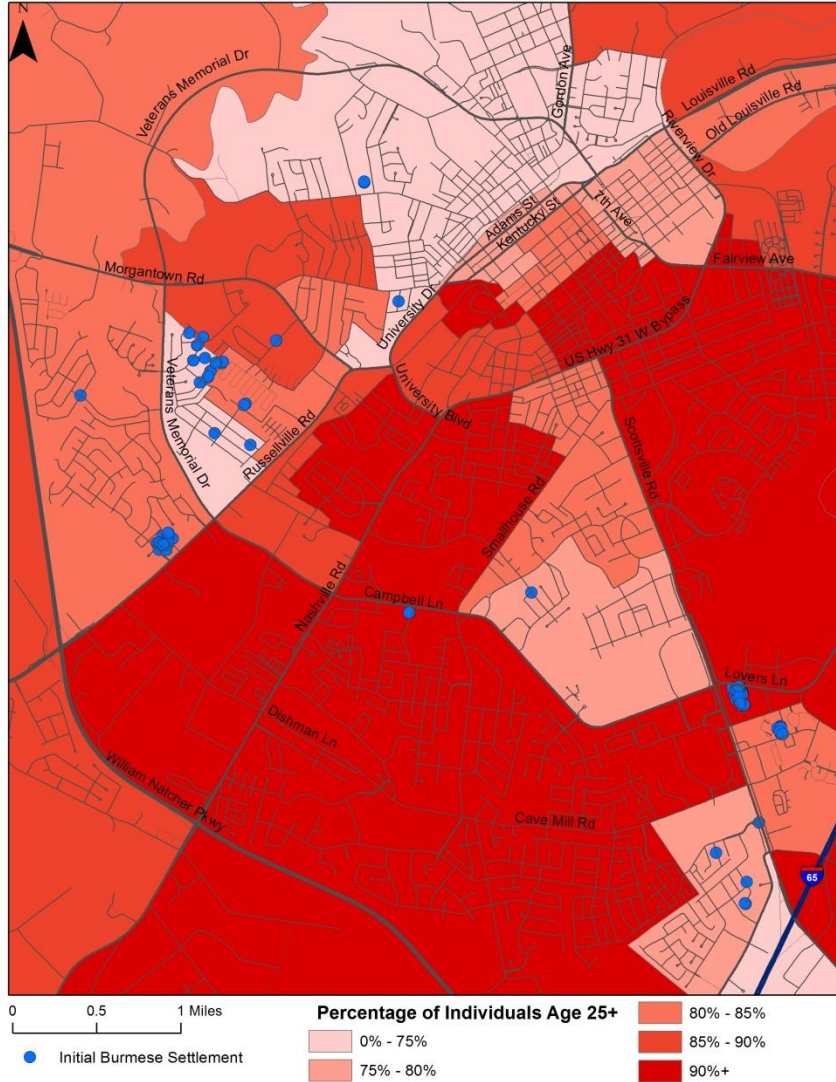 N
Veterans Memorial Dr
Gordon Ave
Louisville Rd
Old Louisville Rd
Riverview Dr
7th Ave
Adams St
Kentucky St
Fairview Ave
Morgantown Rd
University Dr
US Hwy 31 W Bypass
Veterans Memorial Dr
University Blvd
Russellville Rd
Scottsville Rd
Smallhouse Rd
Nashville Rd
Campbell Ln
Lovers Ln
Dishman Ln
William Natcher Pkwy
Cave Mill Rd
65
0 0.5 1 Miles
Initial Burmese Settlement
Percentage of Individuals Age 25+
0% - 75%
75% - 80%
80% - 85%
85% - 90%
90%+